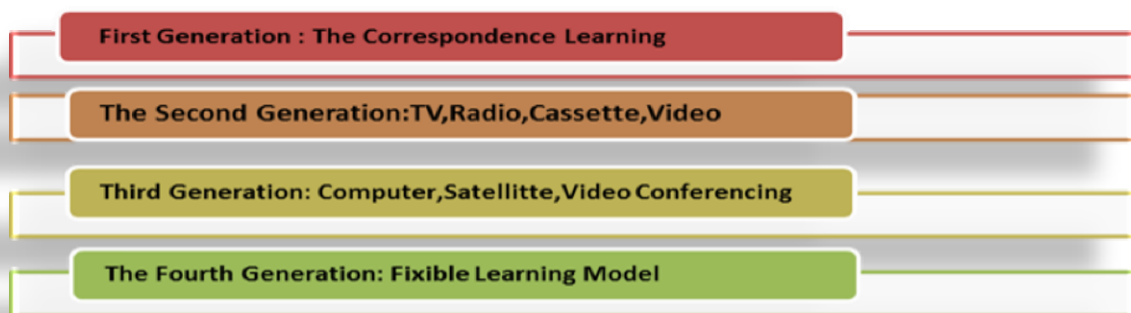 First Generation : The Correspondence Learning
The Second Generation:TV,Radio,Cassette,Video
Third Generation: Computer,Satellitte,Video Conferencing
The Fourth Generation: Fixible Learning Model